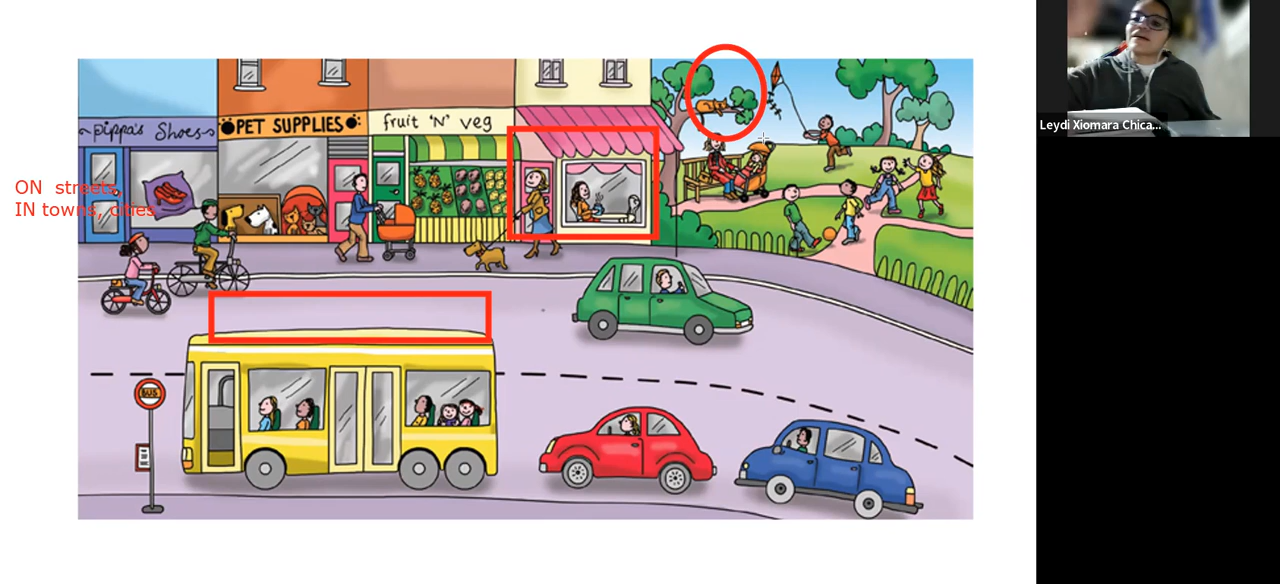 ~pippa's Shoes~
PET SUPPLIES
fruit 'N' veg
ON streets,
IN towns, cities
BUS
Leydi Xiomara Chica...